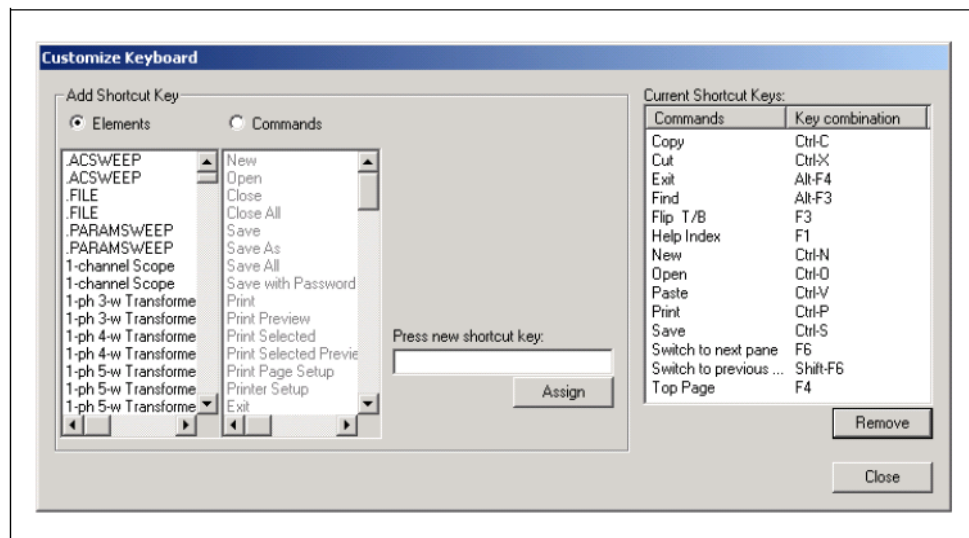 Customize Keyboard
Add Shortcut Key
Elements
Commands
.ACSWEEP
.ACSWEEP
.FILE
.FILE
.PARAMSWEEP
.PARAMSWEEP
1-channel Scope
1-channel Scope
1-ph 3-w Transforme
1-ph 3-w Transforme
1-ph 4-w Transforme
1-ph 4-w Transforme
1-ph 5-w Transforme
1-ph 5-w Transforme
1-ph 5-w Transforme
New
Open
Close
Close All
Save
Save As
Save All
Save with Password
Print
Print Preview
Print Selected
Print Selected Previe
Print Page Setup
Printer Setup
Exit
Press new shortcut key:
Assign
Current Shortcut Keys:
Commands Key combination
Copy Ctrl-C
Cut Ctrl-X
Exit Alt-F4
Find Alt-F3
Flip T/B F3
Help Index F1
New Ctrl-N
Open Ctrl-O
Paste Ctrl-V
Print Ctrl-P
Save Ctrl-S
Switch to next pane F6
Switch to previous ... Shift-F6
Top Page F4
Remove
Close